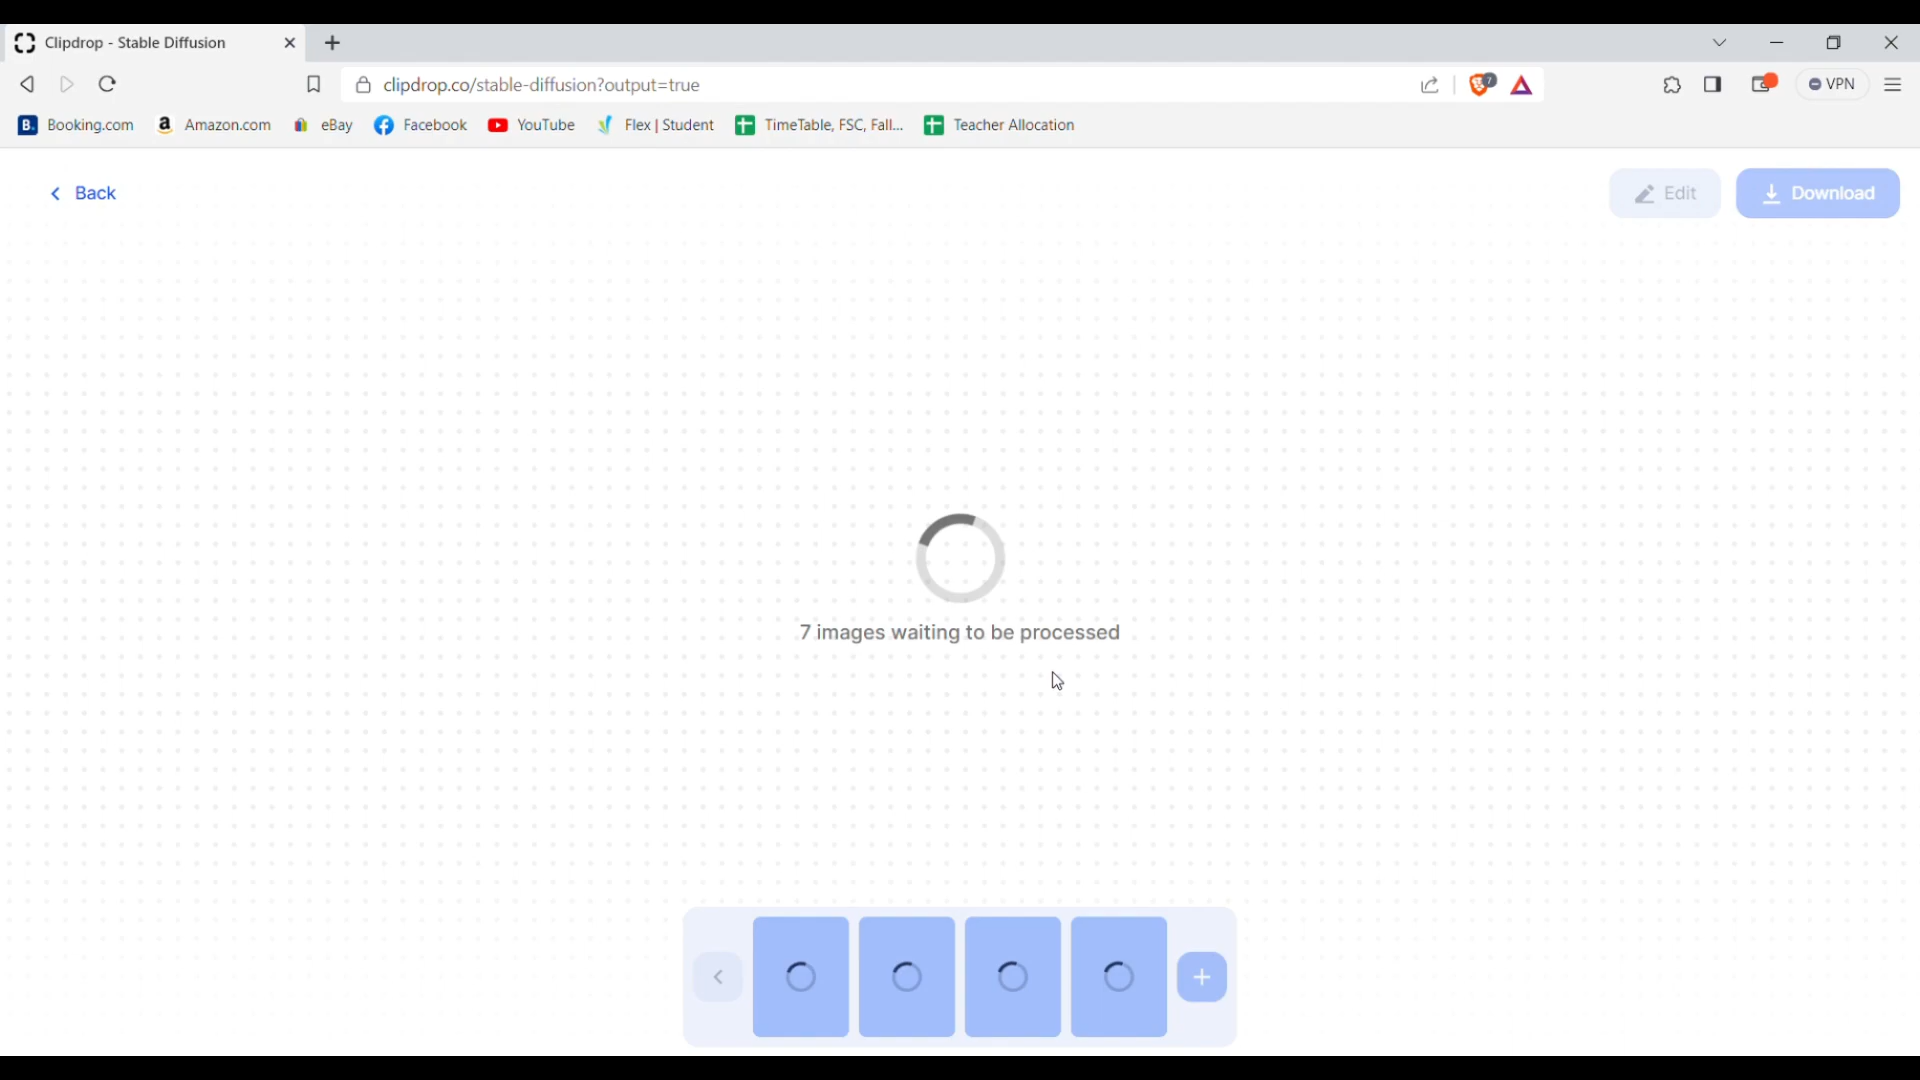 Clipdrop - Stable Diffusion
clipdrop.co/stable-diffusion?output=true
7
VPN
B. Booking.com
a Amazon.com
eBay
Facebook
YouTube
Flex | Student
TimeTable, FSC, Fall...
Teacher Allocation
Back
Edit
Download
7 images waiting to be processed